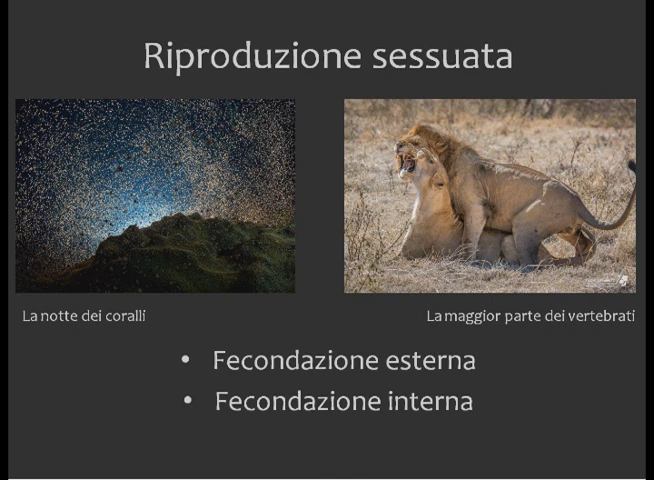 Riproduzione sessuata
La notte dei coralli
La maggior parte dei vertebrati
• Fecondazione esterna
• Fecondazione interna